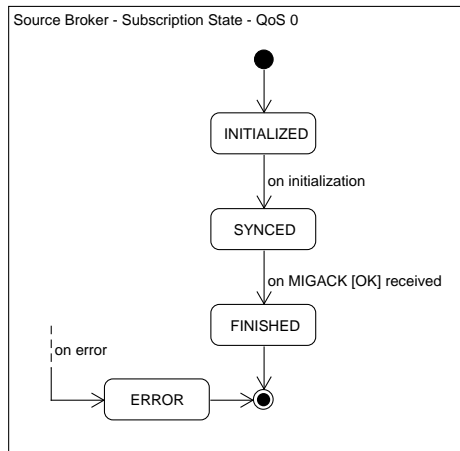 Source Broker - Subscription State - QoS 0
INITIALIZED
on initialization
SYNCED
on MIGACK [OK] received
FINISHED
on error
ERROR